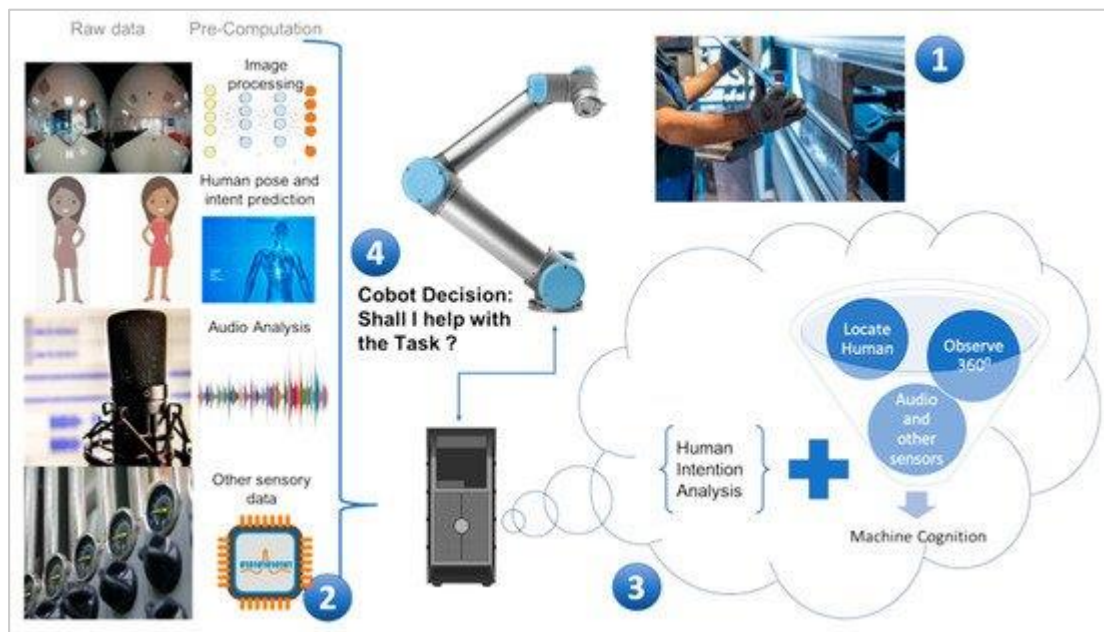 Raw data
Pre-Computation
Image
processing
Human pose and
intent prediction
Audio Analysis
Other sensory
data
2
4
Cobot Decision:
Shall I help with
the Task ?
1
Locate
Human
Observe
360⁰
Audio
and
other
sensors
Human
Intention
Analysis
Machine Cognition
3